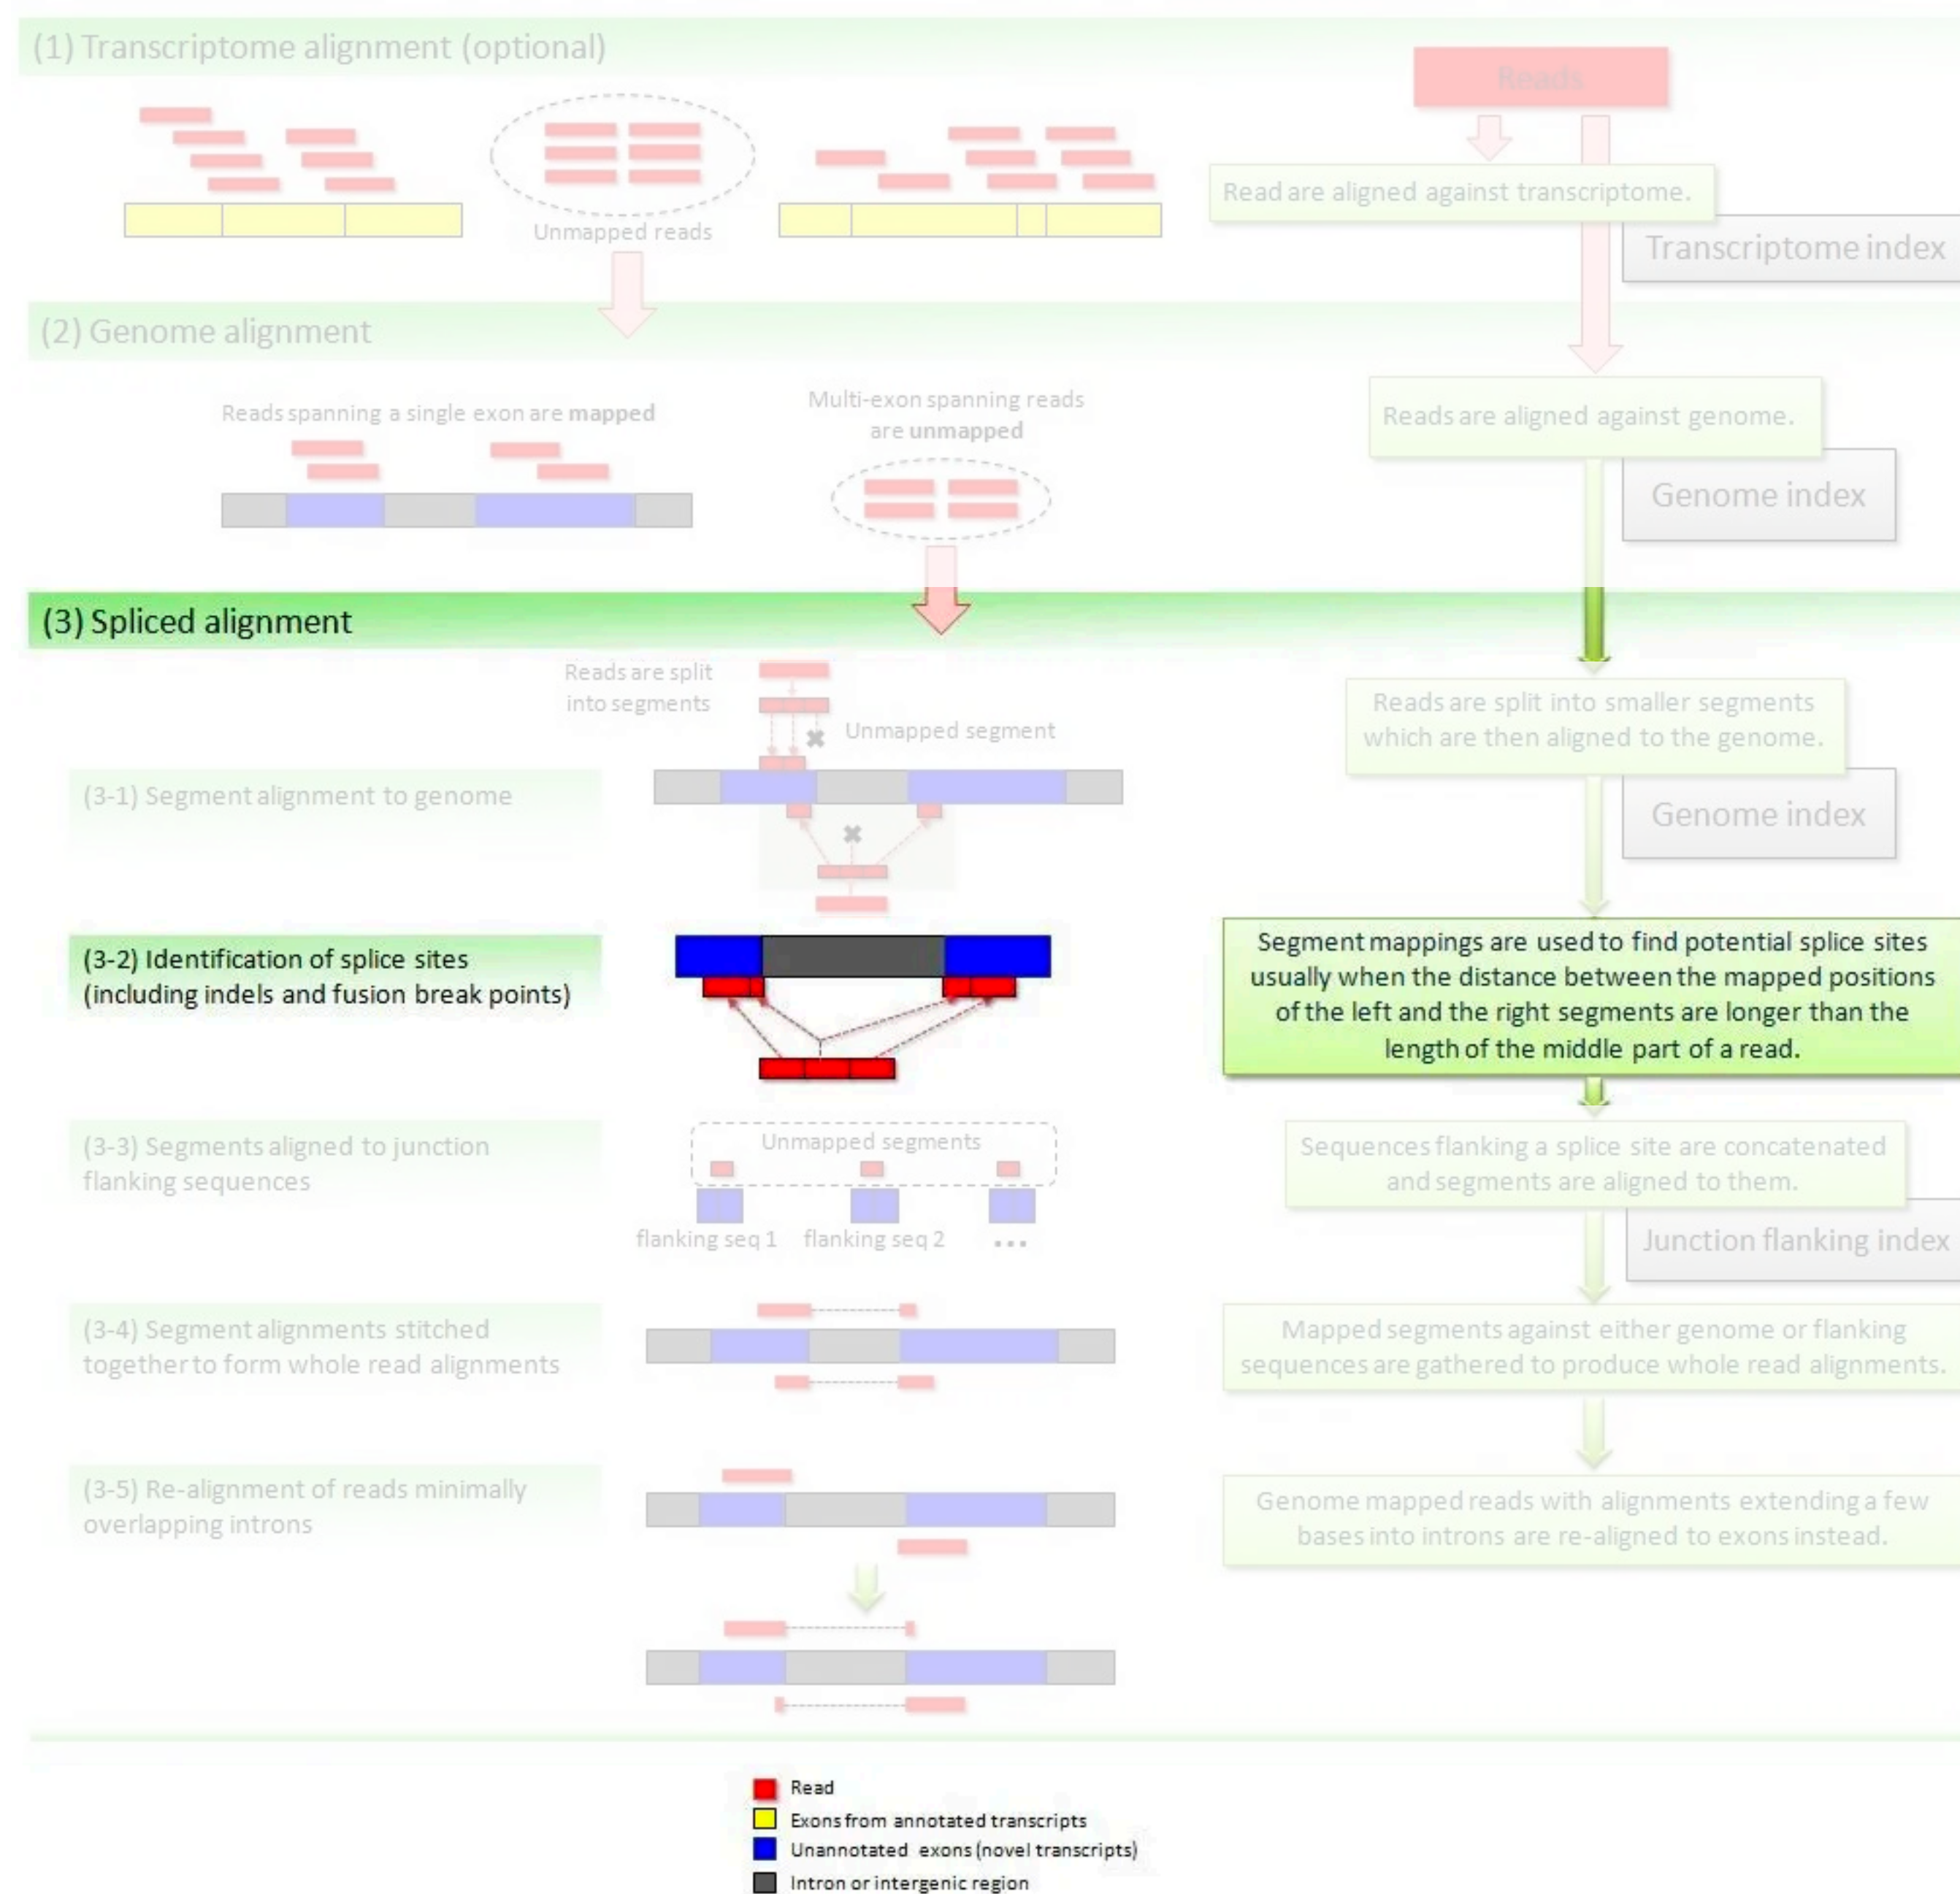 (1) Transcriptome alignment (optional)
Reads
Read are aligned against transcriptome.
Unmapped reads
Transcriptome index
(2) Genome alignment
Reads spanning a single exon are mapped
Multi-exon spanning reads
are unmapped
Reads are aligned against genome.
Genome index
(3) Spliced alignment
Reads are split
into segments
Unmapped segment
Reads are split into smaller segments
which are then aligned to the genome.
(3-1) Segment alignment to genome
Genome index
(3-2) Identification of splice sites
(including indels and fusion break points)
Segment mappings are used to find potential splice sites
usually when the distance between the mapped positions
of the left and the right segments are longer than the
length of the middle part of a read.
(3-3) Segments aligned to junction
flanking sequences
Unmapped segments
flanking seq 1 flanking seq 2 ...
Sequences flanking a splice site are concatenated
and segments are aligned to them.
Junction flanking index
(3-4) Segment alignments stitched
together to form whole read alignments
Mapped segments against either genome or flanking
sequences are gathered to produce whole read alignments.
(3-5) Re-alignment of reads minimally
overlapping introns
Genome mapped reads with alignments extending a few
bases into introns are re-aligned to exons instead.
Read
Exons from annotated transcripts
Unannotated exons (novel transcripts)
Intron or intergenic region